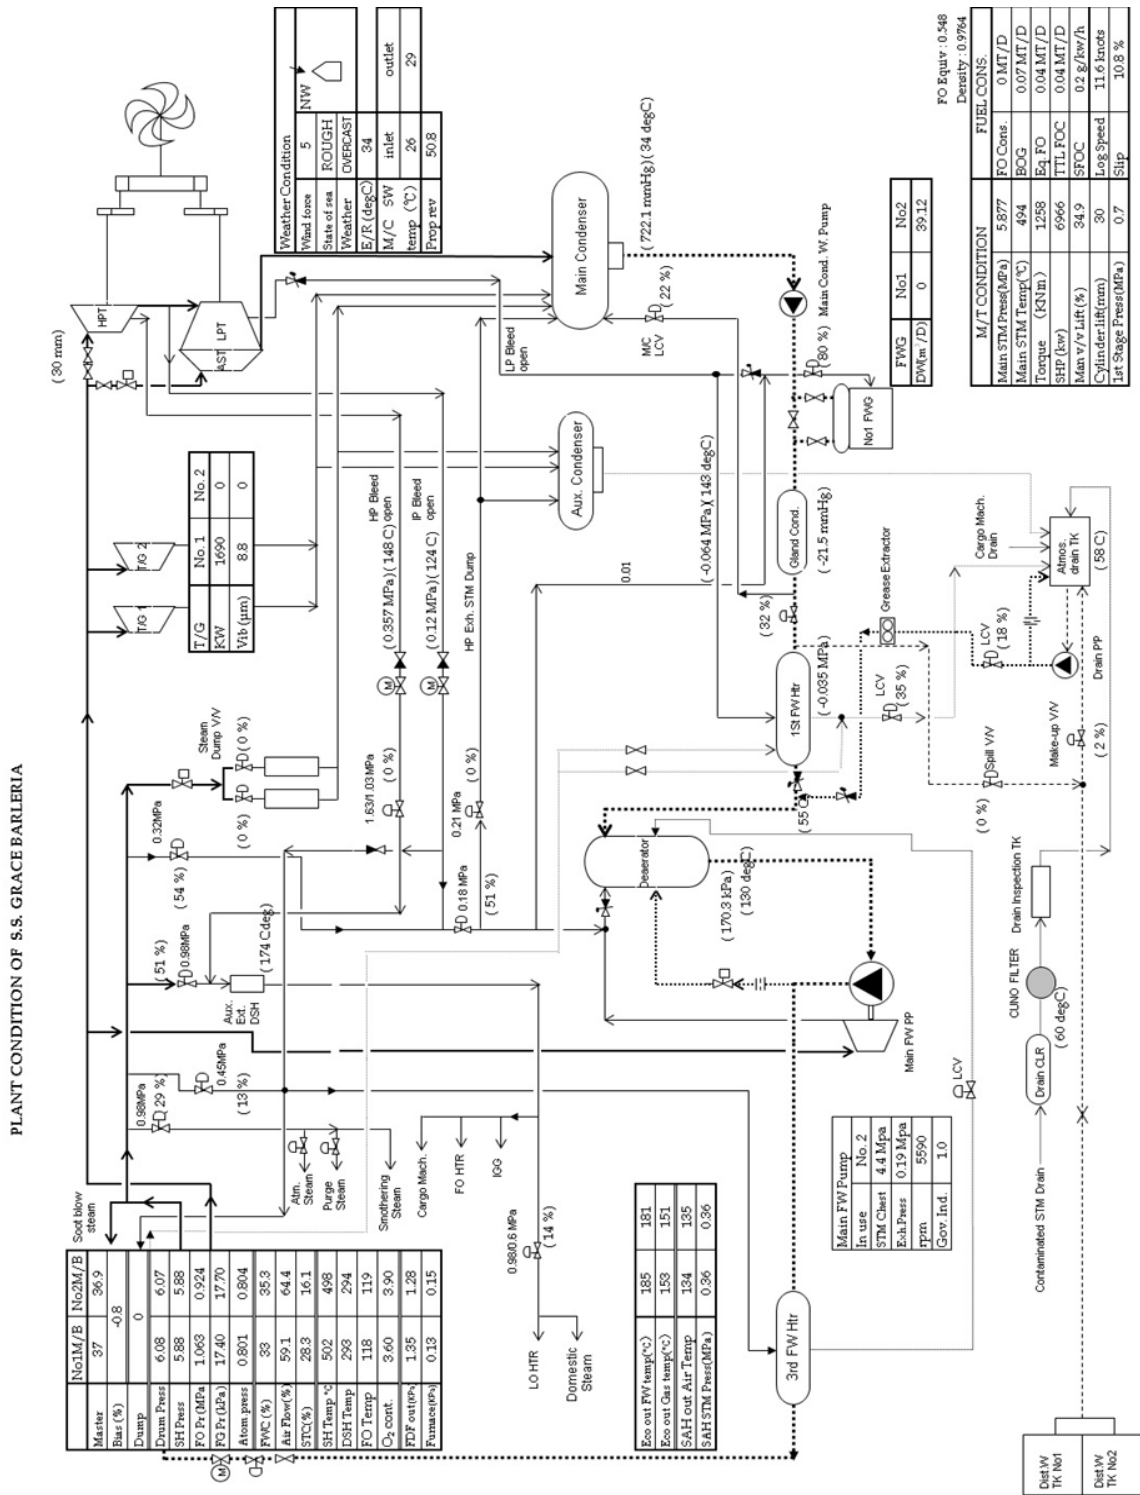 PLANT CONDITION OF S.S. GRACE BARLERIA
No1M/B No2M/B
Master 37 36.9
Bias (%) -0.8
Dump 0
Drum Press 6.08 6.07
SH Press 5.88 5.88
FO Pr (MPa 1.063 0.924
FG Pr (kPa) 17.40 17.70
Atom press 0.801 0.804
FWC (%) 33 35.3
Air Flow(%) 59.1 64.4
STC(%) 28.3 16.1
SH Temp °C 502 498
DSH Temp 293 294
FO Temp 118 119
O2 cont. 3.60 3.90
FDF out(KPa) 1.35 1.28
Furnace(KPa) 0.13 0.15
Soot blow
steam
0.98MPa
( 29 %)
0.45MPa
( 13 %)
( 51 %)
0.98MPa
Aux.
Ext.
DSH
( 174 Cdeg)
0.32MPa
( 54 %)
Steam
Dump V/V
( 0 %)
( 0 %)
Atm.
Steam
Purge
Steam
Smothering
Steam
Cargo Mach.
FO HTR
IGG
0.98/0.6 MPa
( 14 %)
LO HTR
Domestic
Steam
T/G 1
T/G 2
T/G No. 1 No. 2
KW 1690 0
Vib (μm) 8.8 0
( 30 mm)
HPT
AST
LPT
Weather Condition
Wind force 5 NW
State of sea ROUGH
Weather OVERCAST
E/R (degC) 34
M/C SW inlet outlet
temp (°C) 26 29
Prop rev 50.8
1.63/1.03MPa
( 0 %)
HP Bleed
open
( 0.357 MPa)( 148 C)
IP Bleed
open
( 0.12 MPa)( 124 C)
0.21 MPa
( 0 %)
HP Exh. STM Dump
0.18 MPa
( 51 %)
LP Bleed
open
Aux. Condenser
Main Condenser
( 722.1 mmHg)( 34 degC)
M/C
LCV
( 22 %)
Main Cond. W. Pump
( 80 %)
No1 FWG
FWG No1 No2
DW(m /D) 0 39.12
FO Equiv : 0.548
Density : 0.9764
M/T CONDITION FUEL CONS.
Main STM Press(MPa) 5.877 FO Cons. 0 MT/D
Main STM Temp(°C) 494 BOG 0.07 MT/D
Torque (KNm) 1258 Eq. FO 0.04 MT/D
SHP (kw) 6966 TTL FOC 0.04 MT/D
Man v/v Lift(%) 34.9 SFOC 0.2 g/kw/h
Cylinder lift(mm) 30 Log Speed 11.6 knots
1st Stage Press(MPa) 0.7 Slip 10.8 %
0.01
( -0.064 MPa)( 143 degC)
Gland Cond.
( -21.5 mmHg)
( 32 %)
1St FW Htr
( -0.035 MPa)
( 55 C
Deaerator
( 170.3 kPa)
( 130 degC)
Main FW PP
Grease Extractor
LCV
( 35 %)
LCV
( 18 %)
Cargo Mach.
Drain
Atmos.
drain TK
( 58 C)
Drain PP
Spill V/V
( 0 %)
Make-up V/V
( 2 %)
Drain Inspection TK
CUNO FILTER
( 60 degC)
Drain CLR
Contaminated STM Drain
LCV
Main FW Pump
In use No. 2
STM Chest 4.4 Mpa
Exh.Press 0.19 Mpa
rpm 5590
Gov. Ind. 1.0
Eco out FW temp(°c) 185 181
Eco out Gas temp(°c) 153 151
SAH out Air Temp 134 135
SAH STM Press(MPa) 0.36 0.36
3rd FW Htr
Dist.W
TK No1
Dist.W
TK No2
M
M
M